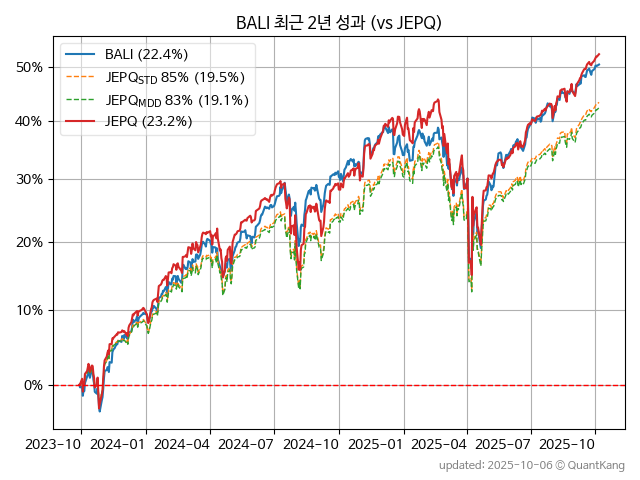 BALI 최근 2년 성과 (vs JEPQ)
BALI (22.4%)
JEPQSTD 85% (19.5%)
JEPQMDD 83% (19.1%)
JEPQ (23.2%)
50%
40%
30%
20%
10%
0%
2023-10 2024-01 2024-04 2024-07 2024-10 2025-01 2025-04 2025-07 2025-10
updated: 2025-10-06 © QuantKang